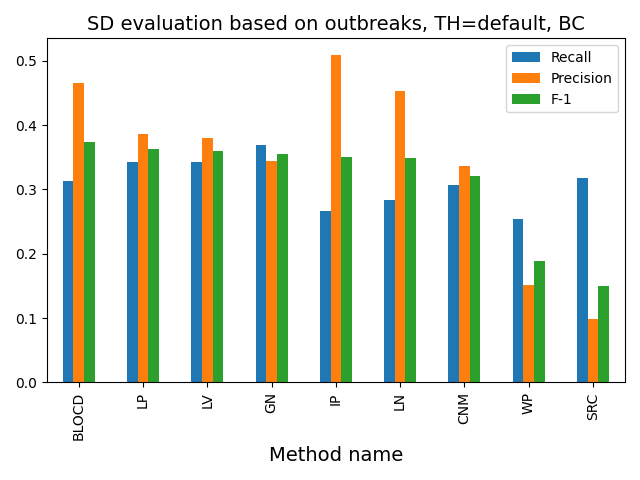 SD evaluation based on outbreaks, TH=default, BC
Recall
Precision
F-1
0.5
0.4
0.3
0.2
0.1
0.0
BLOCD
LP
LV
GN
IP
LN
CNM
WP
SRC
Method name